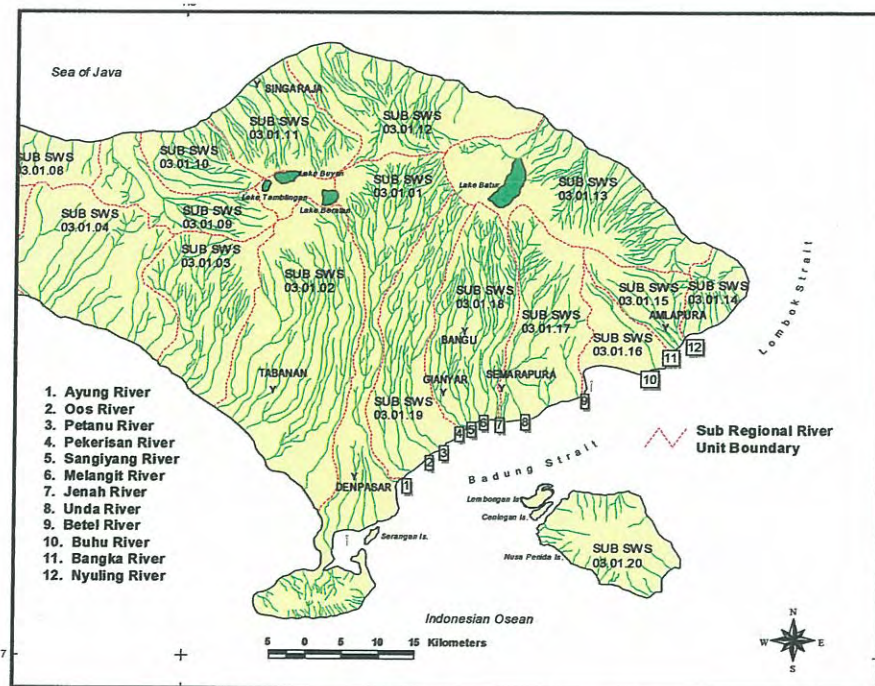 Sea of Java
SINGARAJA
SUB SWS
03.01.11
SUB SWS
03.01.12
SUB SWS
03.01.10
SUB SWS
03.01.08
Lake Buyan
Lake Tamblingan
Lake Beratan
SUB SWS
03.01.01
Lake Batur
SUB SWS
03.01.13
SUB SWS
03.01.04
SUB SWS
03.01.09
SUB SWS
03.01.03
SUB SWS
03.01.02
SUB SWS
03.01.18
SUB SWS
03.01.17
SUB SWS
03.01.15
SUB SWS
03.01.14
AMLAPURA
SUB SWS
03.01.16
Lombok Strait
BANGU
TABANAN
GIANYAR
SEMARAPURA
SUB SWS
03.01.19
DENPASAR
1
2
3
4
5
6
7
8
9
10
11
12
1. Ayung River
2. Oos River
3. Petanu River
4. Pekerisan River
5. Sangiyang River
6. Melangit River
7. Jenah River
8. Unda River
9. Betel River
10. Buhu River
11. Bangka River
12. Nyuling River
Sub Regional River
Unit Boundary
Badung Strait
Lembongan Is.
Ceningan Is.
Nusa Penida Is.
SUB SWS
03.01.20
Serangan Is.
Indonesian Osean
5 0 5 10 15 Kilometers
N
W E
S